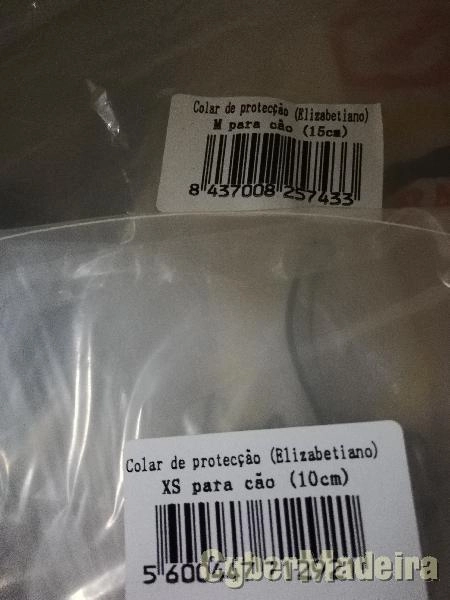 Colar de protecção (Elizabetiano)
M para cão (15cm)
8 437008 257433
Colar de protecção (Elizabetiano)
XS para cão (10cm)
CyberMadeira